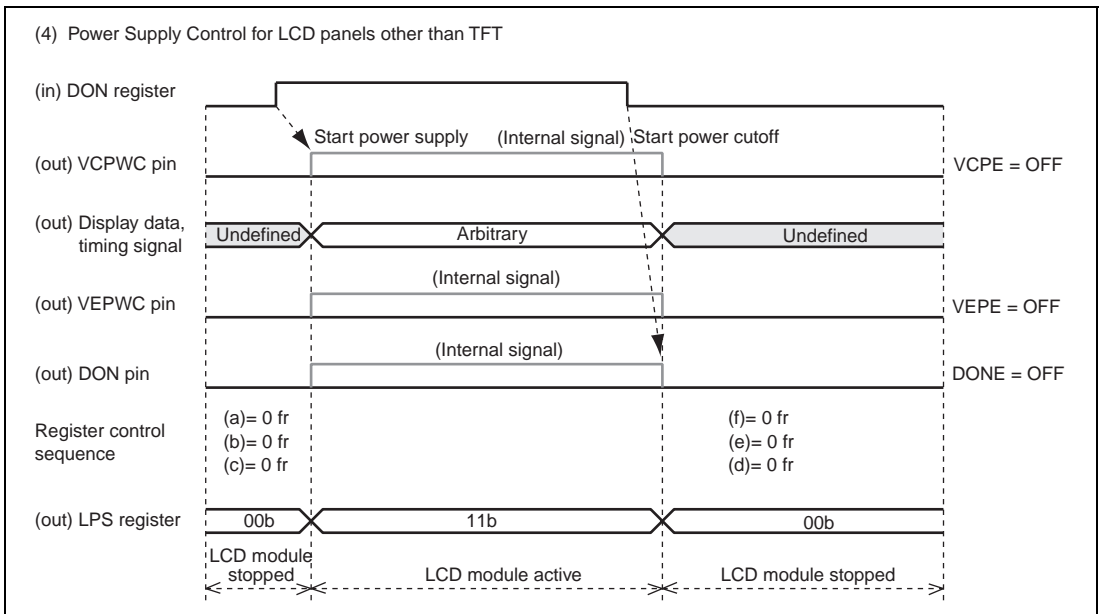 (4) Power Supply Control for LCD panels other than TFT
(in) DON register
Start power supply (Internal signal) Start power cutoff
(out) VCPWC pin VCPE = OFF
(out) Display data,
timing signal
Undefined Arbitrary Undefined
(Internal signal)
(out) VEPWC pin VEPE = OFF
(Internal signal)
(out) DON pin DONE = OFF
Register control
sequence
(a)= 0 fr
(b)= 0 fr
(c)= 0 fr
(f)= 0 fr
(e)= 0 fr
(d)= 0 fr
(out) LPS register 00b 11b 00b
LCD module
stopped
LCD module active
LCD module stopped